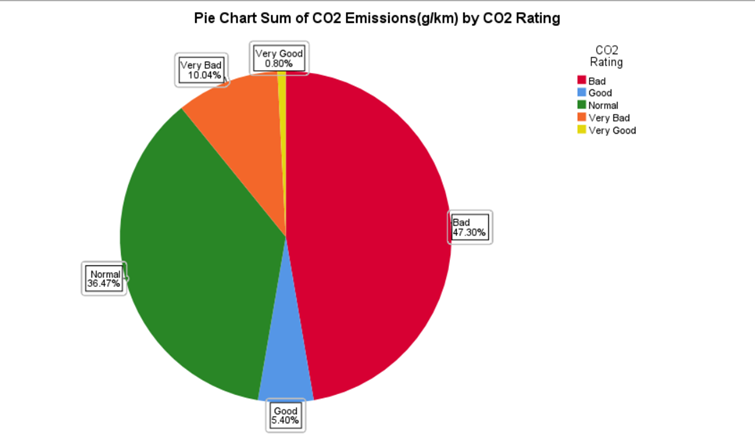 Pie Chart Sum of CO2 Emissions(g/km) by CO2 Rating
Very Good
0.80%
Very Bad
10.04%
Bad
47.30%
Normal
36.47%
Good
5.40%
CO2
Rating
Bad
Good
Normal
Very Bad
Very Good